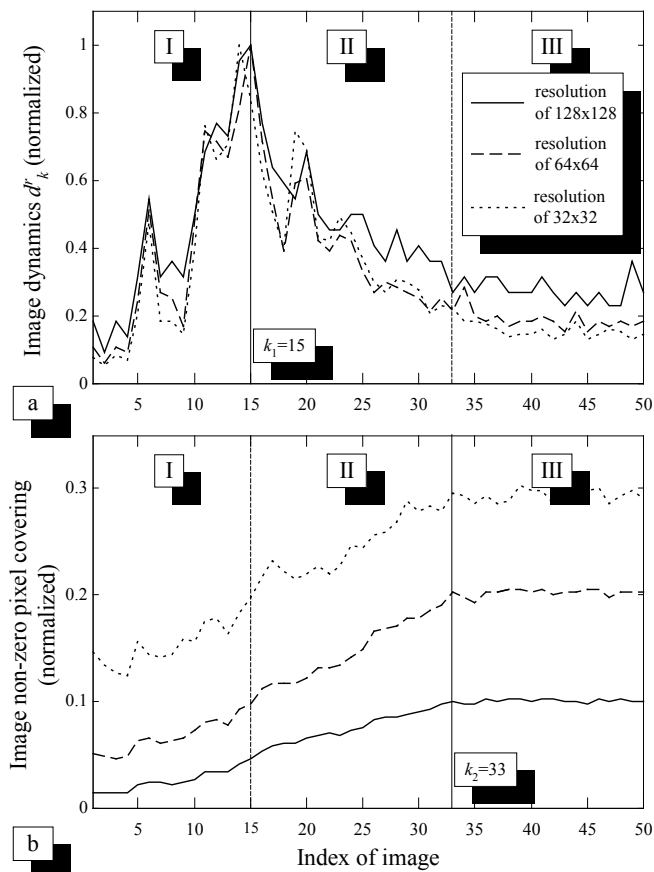 I
II
III
resolution
of 128x128
resolution
of 64x64
resolution
of 32x32
Image dynamics dʳₖ (normalized)
1
0.8
0.6
0.4
0.2
0
k₁=15
5 10 15 20 25 30 35 40 45 50
a
I
II
III
Image non-zero pixel covering
(normalized)
0.3
0.2
0.1
0
k₂=33
5 10 15 20 25 30 35 40 45 50
b
Index of image